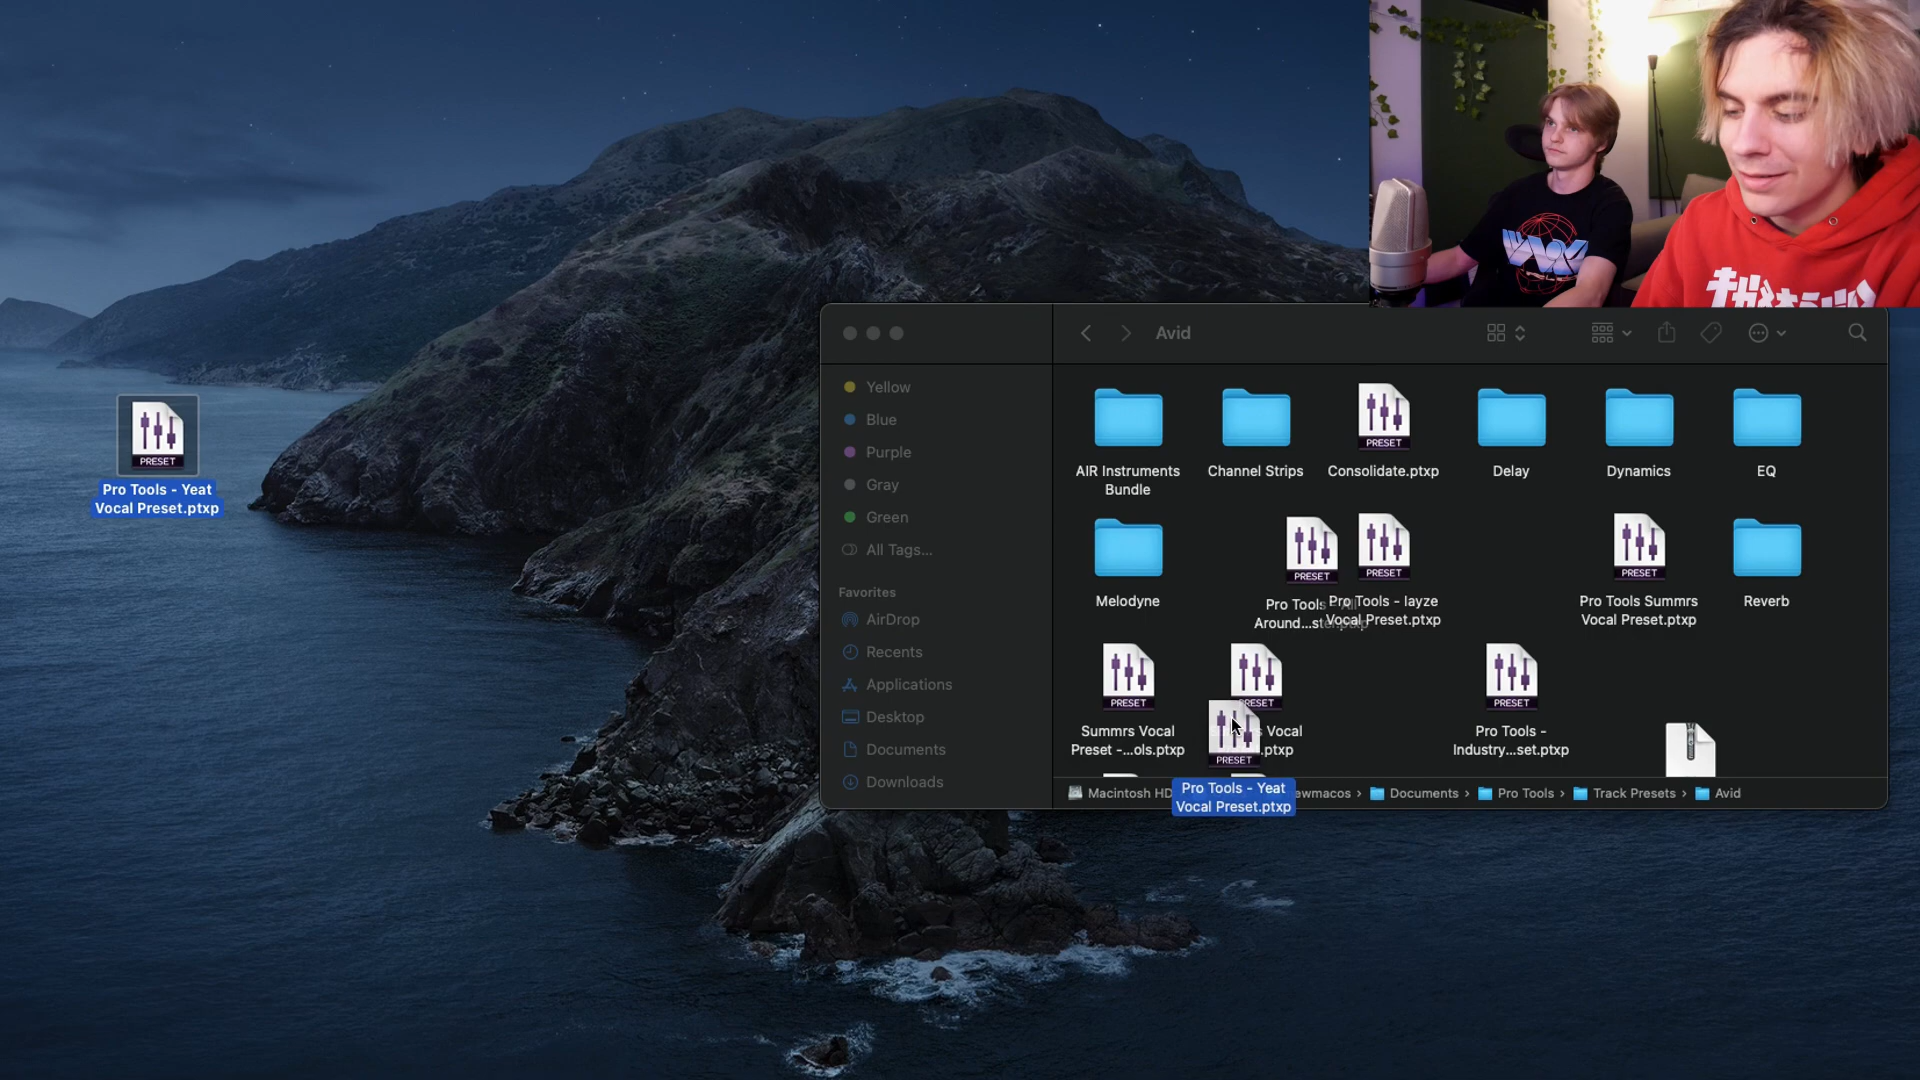 PRESET
Pro Tools - Yeat
Vocal Preset.ptxp
Avid
Yellow
Blue
Purple
Gray
Green
All Tags...
Favorites
AirDrop
Recents
Applications
Desktop
Documents
Downloads
AIR Instruments
Bundle
Channel Strips
PRESET
Consolidate.ptxp
Delay
Dynamics
EQ
Melodyne
PRESET
Pro Tools
Around...
PRESET
Pro Tools - layze
Vocal Preset.ptxp
PRESET
Pro Tools Summrs
Vocal Preset.ptxp
Reverb
PRESET
Summrs Vocal
Preset -...ols.ptxp
Vocal
.ptxp
PRESET
Pro Tools -
Industry...set.ptxp
PRESET
Pro Tools - Yeat
Vocal Preset.ptxp
Macintosh HD
ewmacos › Documents › Pro Tools › Track Presets › Avid